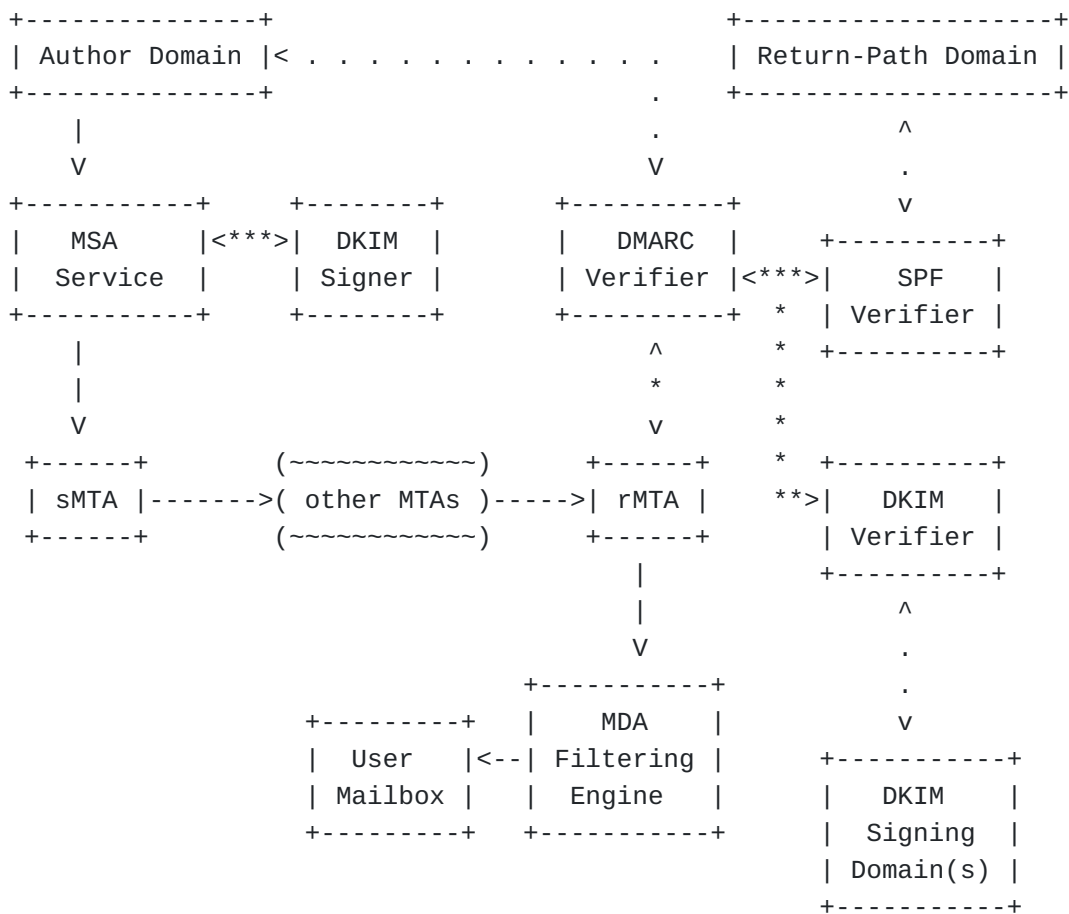 Author Domain
Return-Path Domain
MSA
Service
DKIM
Signer
DMARC
Verifier
SPF
Verifier
sMTA
other MTAs
rMTA
DKIM
Verifier
User
Mailbox
MDA
Filtering
Engine
DKIM
Signing
Domain(s)